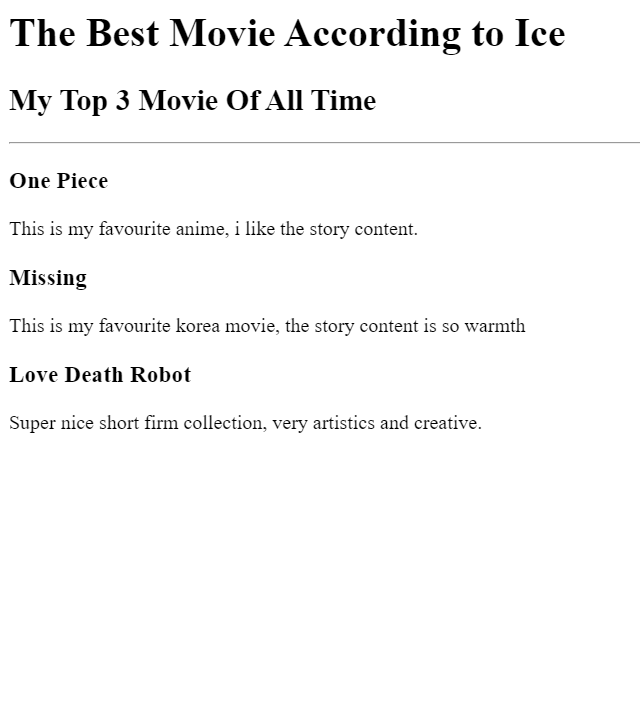 The Best Movie According to Ice
My Top 3 Movie Of All Time
One Piece
This is my favourite anime, i like the story content.
Missing
This is my favourite korea movie, the story content is so warmth
Love Death Robot
Super nice short firm collection, very artistics and creative.